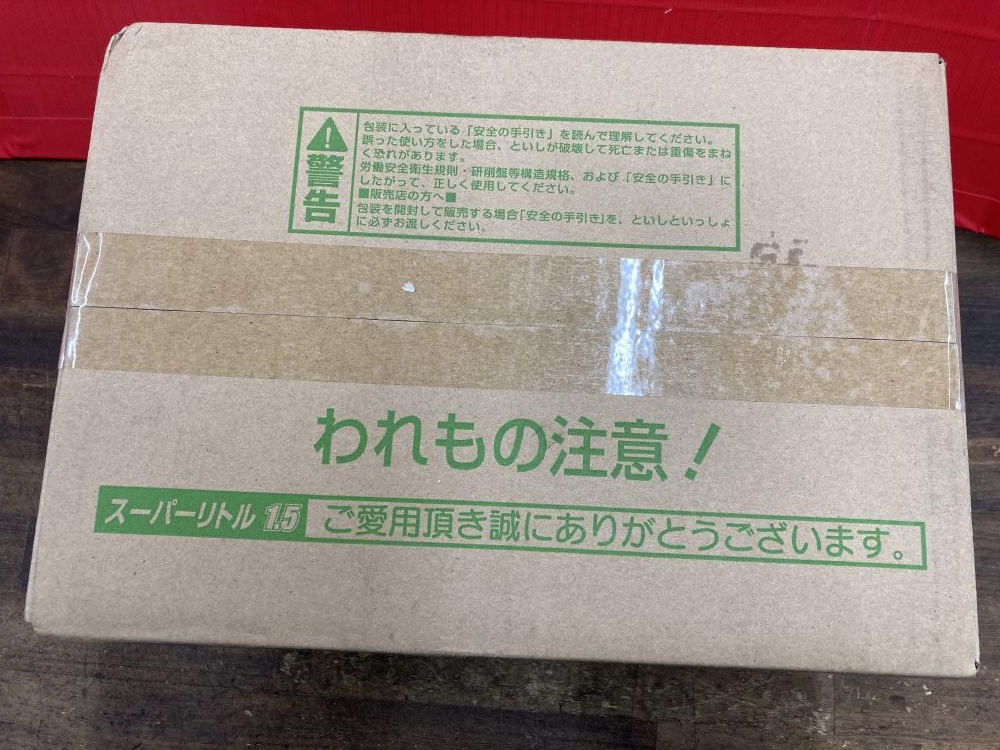 警告
包装に入っている「安全の手引き」を読んで理解してください。
誤った使い方をした場合、といしが破壊して死亡または重傷をまね
く恐れがあります。
労働安全衛生規則・研削盤等構造規格、および「安全の手引き」に
したがって、正しく使用してください。
■販売店の方へ■
包装を開封して販売する場合「安全の手引き」を、といしといっしょ
に必ずお渡しください。
われもの注意！
スーパーリトル 1.5 ご愛用頂き誠にありがとうございます。